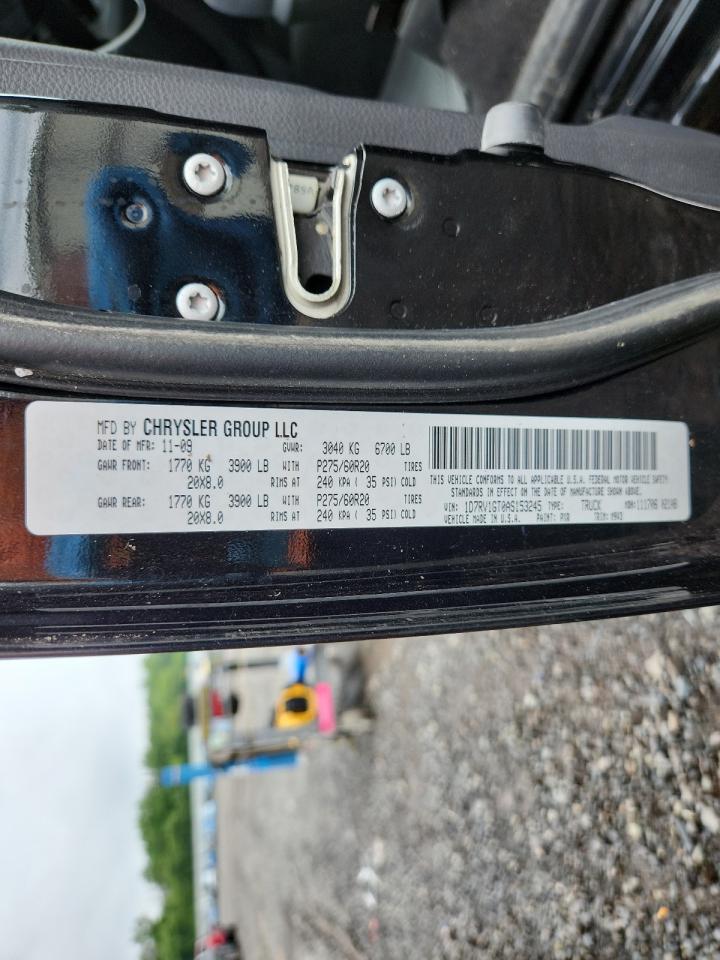 MFD BY CHRYSLER GROUP LLC
DATE OF MFR: 11-09 GVWR: 3040 KG 6700 LB
GAWR FRONT: 1770 KG 3900 LB WITH P275/60R20 TIRES
20X8.0 RIMS AT 240 KPA ( 35 PSI) COLD
GAWR REAR: 1770 KG 3900 LB WITH P275/60R20 TIRES
20X8.0 RIMS AT 240 KPA ( 35 PSI) COLD
THIS VEHICLE CONFORMS TO ALL APPLICABLE U.S.A. FEDERAL MOTOR VEHICLE SAFETY
STANDARDS IN EFFECT ON THE DATE OF MANUFACTURE SHOWN ABOVE.
VIN: 1D7RV1GT0AS153245 TYPE: TRUCK MDH:
VEHICLE MADE IN U.S.A. PAINT: TRIM: